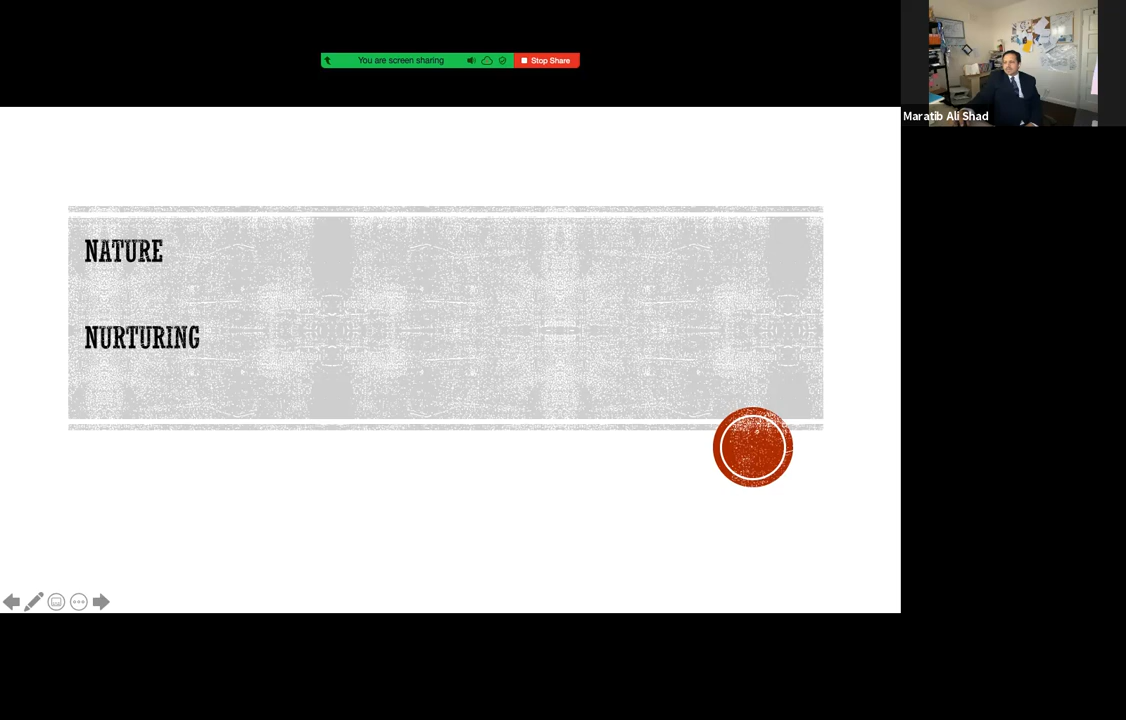 You are screen sharing
Stop Share
Maratib Ali Shad
NATURE
NURTURING